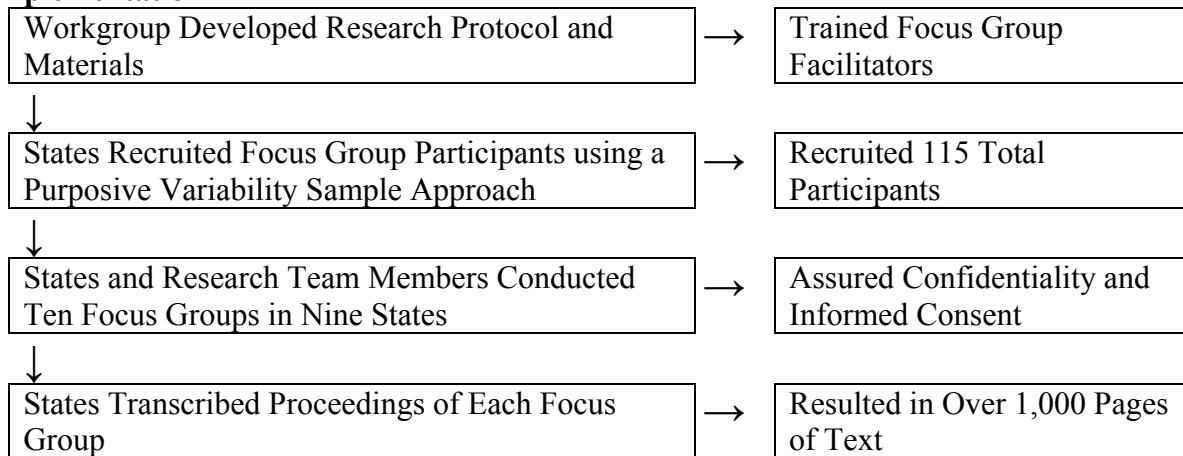 Workgroup Developed Research Protocol and
Materials
→
Trained Focus Group
Facilitators
↓
States Recruited Focus Group Participants using a
Purposive Variability Sample Approach
→
Recruited 115 Total
Participants
↓
States and Research Team Members Conducted
Ten Focus Groups in Nine States
→
Assured Confidentiality and
Informed Consent
↓
States Transcribed Proceedings of Each Focus
Group
→
Resulted in Over 1,000 Pages
of Text